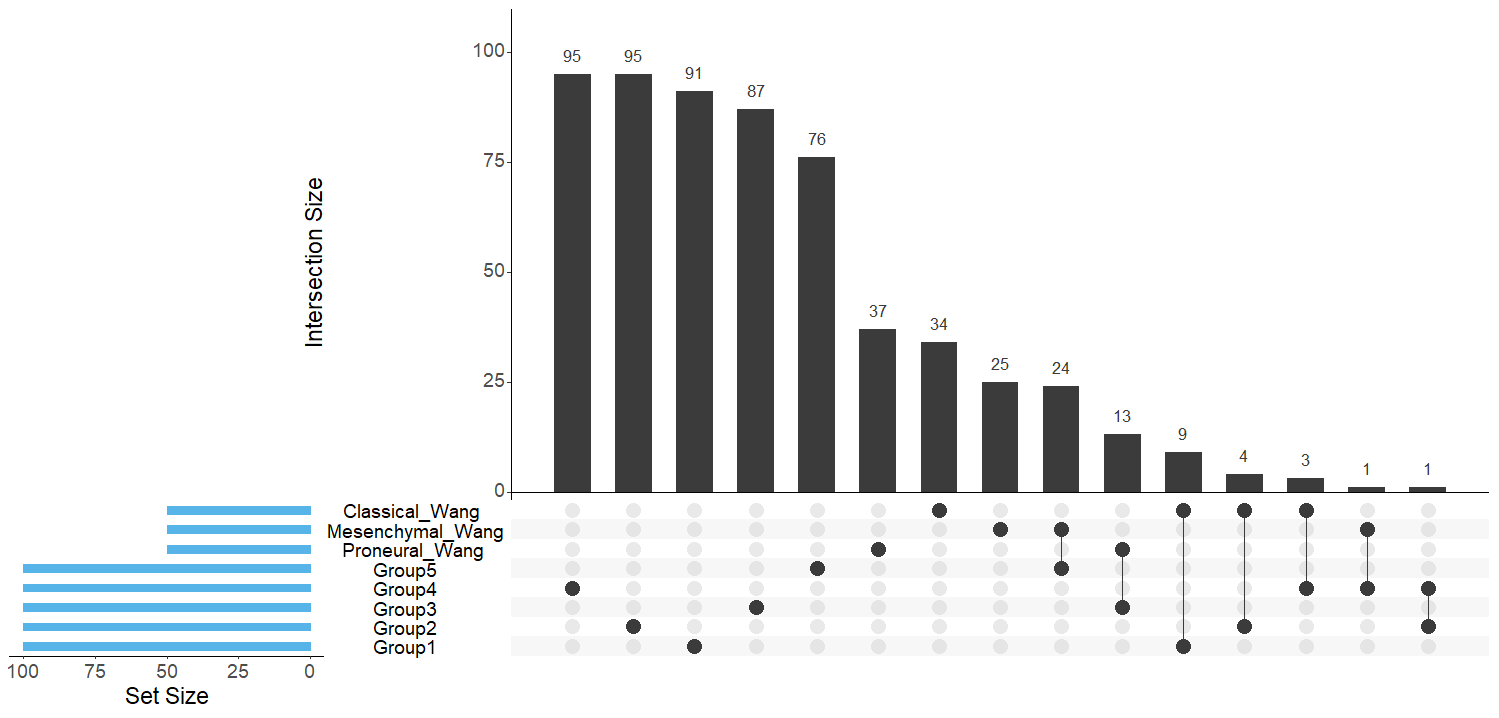 Intersection Size
100
75
50
25
0
95 95 91 87 76 37 34 25 24 13 9 4 3 1 1
Classical_Wang
Mesenchymal_Wang
Proneural_Wang
Group5
Group4
Group3
Group2
Group1
100 75 50 25 0
Set Size